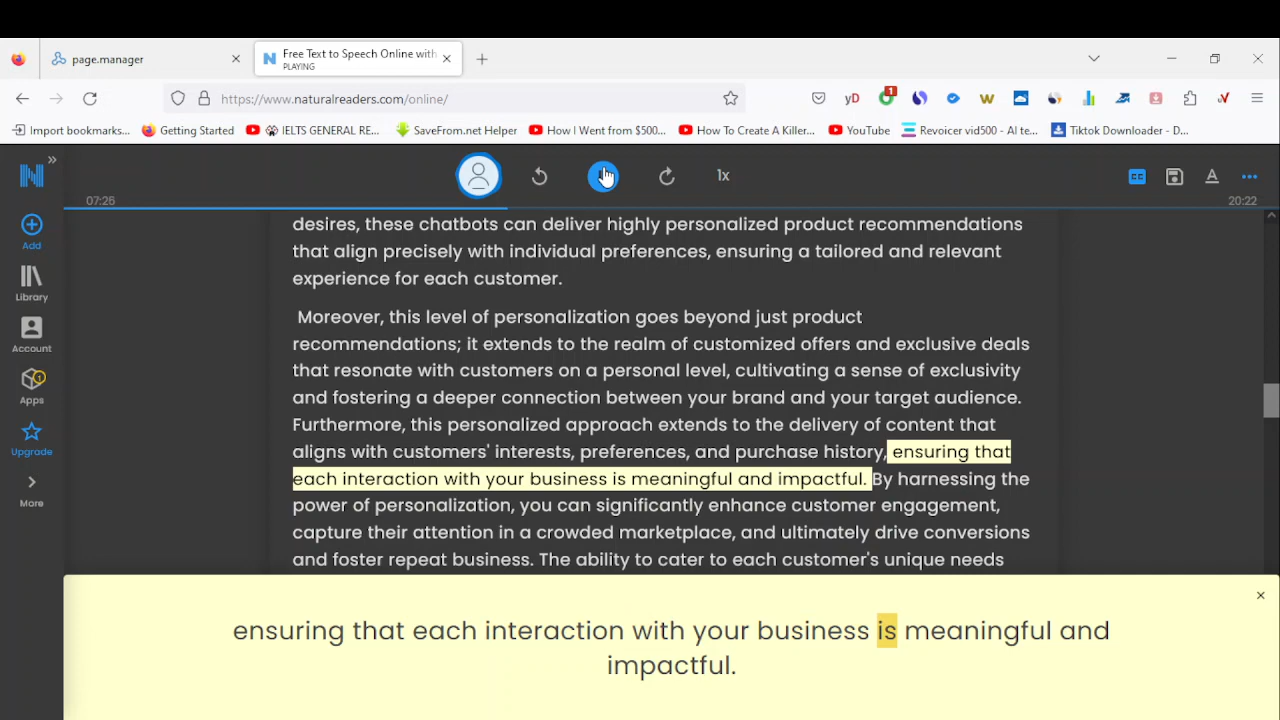 page.manager
Free Text to Speech Online with
PLAYING
https://www.naturalreaders.com/online/
yD
1
W
Import bookmarks...
Getting Started
IELTS GENERAL RE...
SaveFrom.net Helper
How I Went from $500...
How To Create A Killer...
YouTube
Revoicer vid500 - AI te...
Tiktok Downloader - D...
1x
CC
A
07:26
20:22
Add
Library
Account
1
Apps
Upgrade
More
desires, these chatbots can deliver highly personalized product recommendations
that align precisely with individual preferences, ensuring a tailored and relevant
experience for each customer.
Moreover, this level of personalization goes beyond just product
recommendations; it extends to the realm of customized offers and exclusive deals
that resonate with customers on a personal level, cultivating a sense of exclusivity
and fostering a deeper connection between your brand and your target audience.
Furthermore, this personalized approach extends to the delivery of content that
aligns with customers' interests, preferences, and purchase history, ensuring that
each interaction with your business is meaningful and impactful. By harnessing the
power of personalization, you can significantly enhance customer engagement,
capture their attention in a crowded marketplace, and ultimately drive conversions
and foster repeat business. The ability to cater to each customer's unique needs
ensuring that each interaction with your business is meaningful and
impactful.